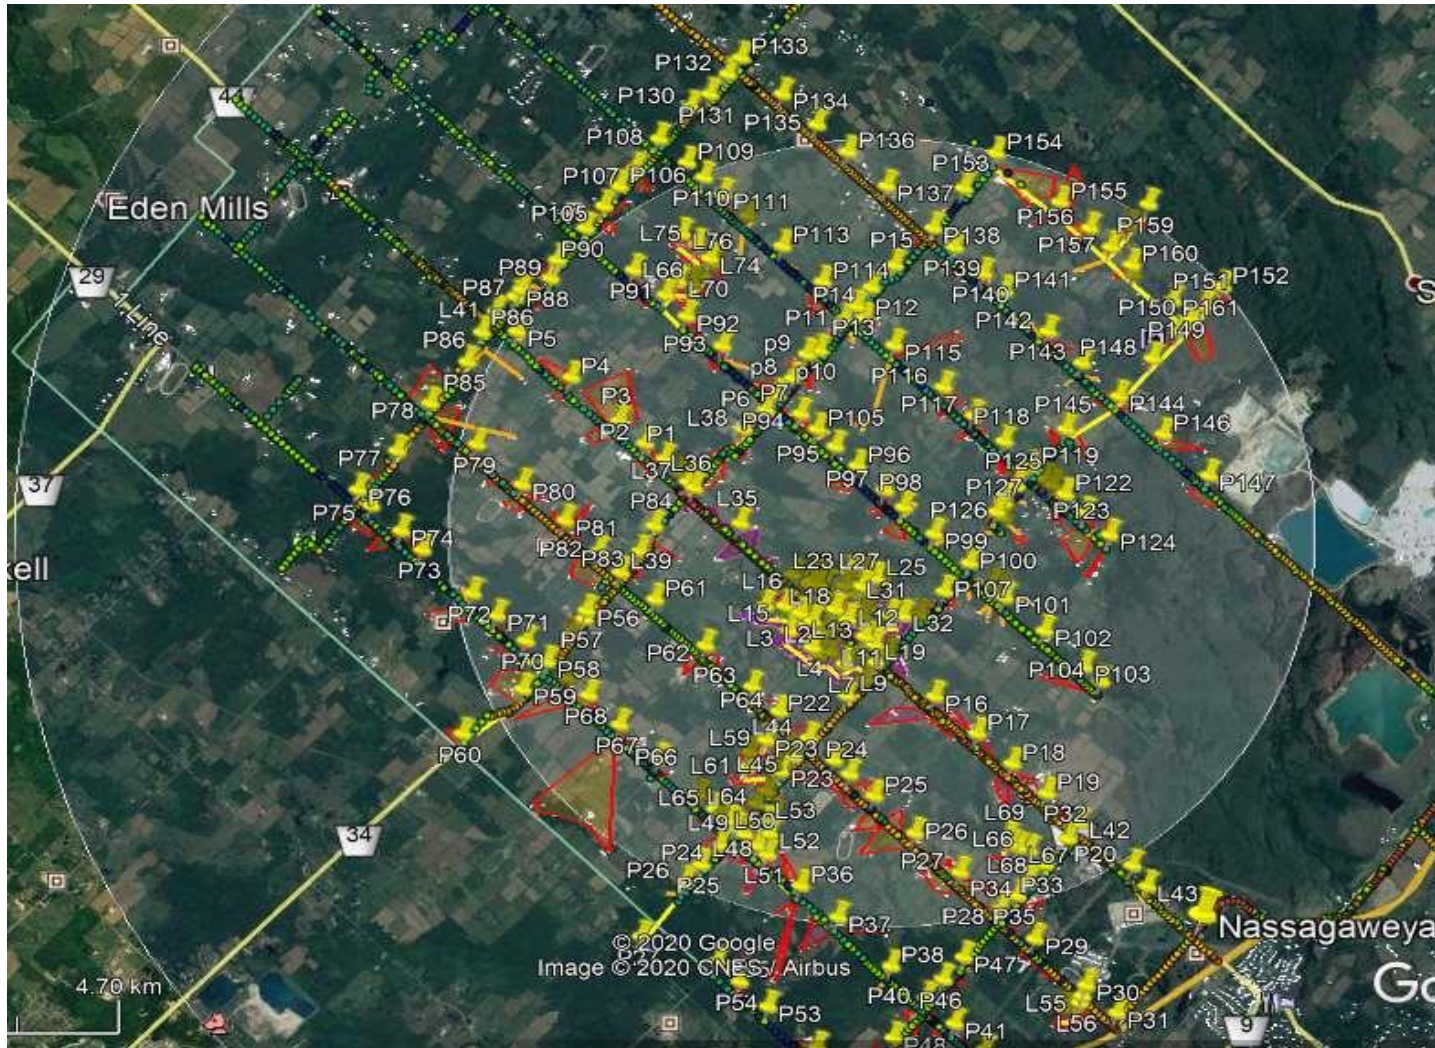 P133
P132
44
P130
P134
P131
P135
P108
P136
P154
P109
P153
P107
P106
P137
P155
Eden Mills
P110
P111
P156
P105
P159
L75
L76
P113
P15
P138
P157
P90
P160
L74
P139
29
P89
L66
P114
P141
P151
P152
P87
P88
P91
L70
P14
P12
P140
P150
P161
1 Line
L41
P86
P11
P142
P149
P86
P5
P92
P13
P93
p9
P115
P143
P148
P4
p8
p10
P85
P116
P3
P6
P7
P78
P105
P117
P145
P144
L38
P94
P118
P146
P2
P1
P77
P95
P96
P119
P79
L37
L36
P125
37
P97
P122
P147
P76
P80
P84
L35
P98
P127
P75
P126
P123
P74
P81
P82
P99
P124
P83
L39
L23
L27
P73
L25
P100
L16
P61
L31
P107
L18
P101
P72
P71
P56
L15
L12
L32
P57
L3
L2
L13
P102
P62
L11
L19
P70
P58
L4
P104
P103
P63
L7
L9
P59
P64
P22
P16
P68
L44
P17
P60
P67
L59
P23
P24
P66
L61
L45
P18
P23
P25
P19
L65
L64
L53
L69
P32
34
L49
L50
P26
L66
L42
P24
L48
L52
L67
P20
P26
P27
L68
P25
L51
P36
P34
P33
L43
P28
P35
P37
Nassagaweya
© 2020 Google
P29
Image © 2020 CNES / Airbus
P38
P47
4.70 km
P54
P40
P46
L55
P30
P53
L56
P31
P41
9
P48